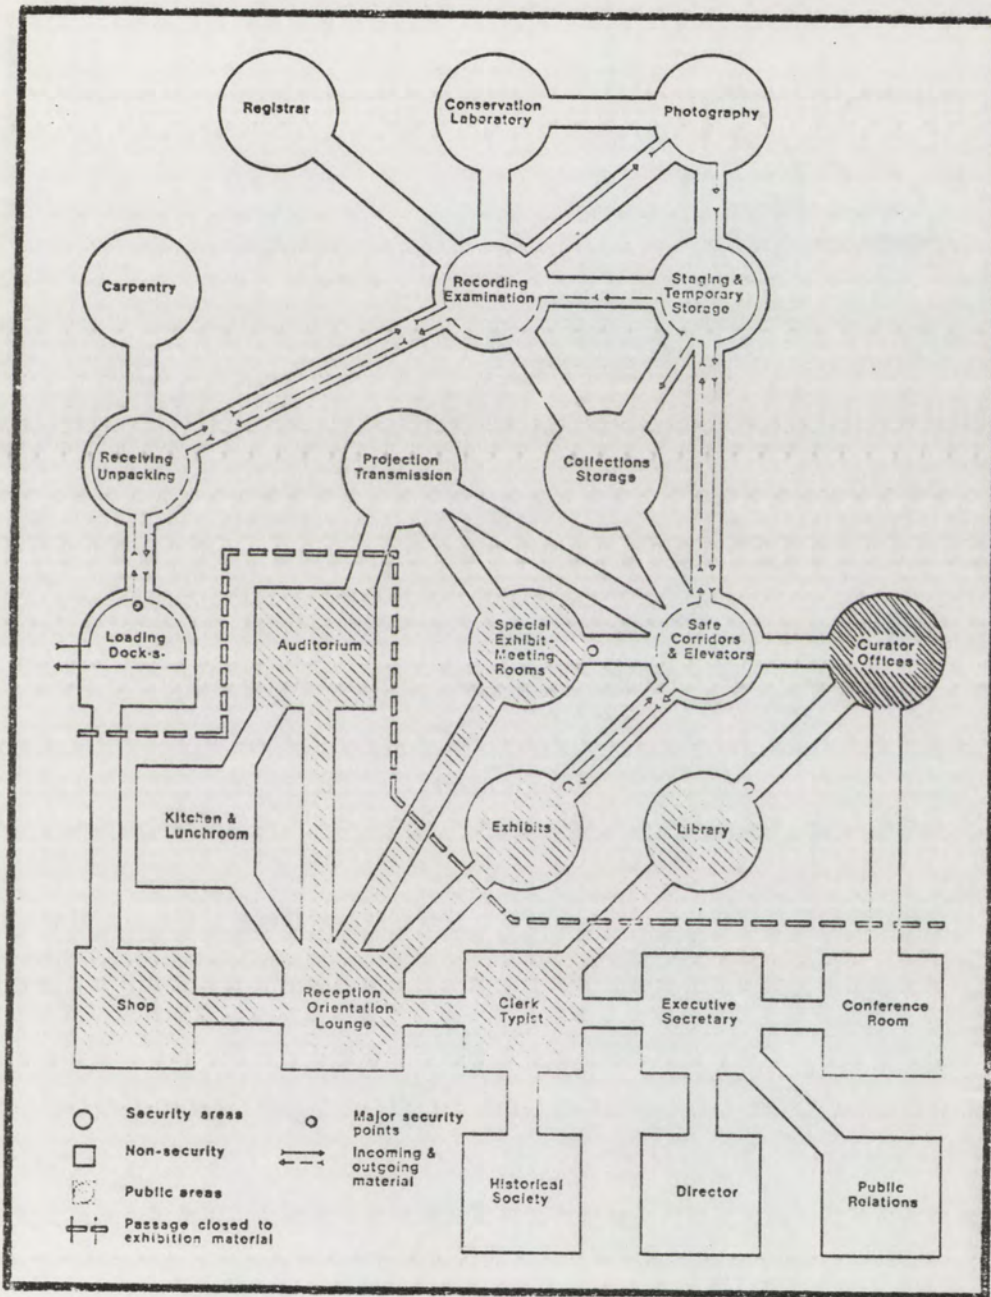 Registrar
Conservation
Laboratory
Photography
Carpentry
Recording
Examination
Staging &
Temporary
Storage
Receiving
Unpacking
Projection
Transmission
Collections
Storage
Loading
Dock-s-
Auditorium
Special
Exhibit-
Meeting
Rooms
Safe
Corridors
& Elevators
Curator
Offices
Kitchen &
Lunchroom
Exhibits
Library
Shop
Reception
Orientation
Lounge
Clerk
Typist
Executive
Secretary
Conference
Room
Historical
Society
Director
Public
Relations
Security areas
Non-security
Public areas
Passage closed to
exhibition material
Major security
points
Incoming &
outgoing
material